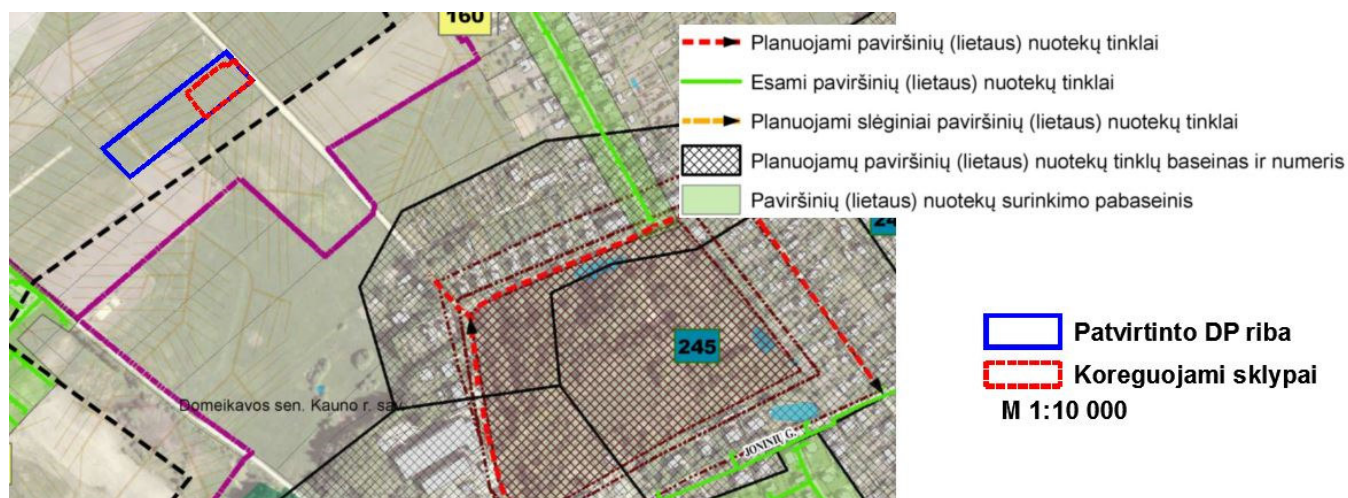 160
Planuojami paviršinių (lietaus) nuotekų tinklai
Esami paviršinių (lietaus) nuotekų tinklai
Planuojami slėginiai paviršinių (lietaus) nuotekų tinklai
Planuojamų paviršinių (lietaus) nuotekų tinklų baseinas ir numeris
Paviršinių (lietaus) nuotekų surinkimo pabaseinis
245
Domeikavos sen. Kauno r. sav.
JONINIŲ G.
Patvirtinto DP riba
Koreguojami sklypai
M 1:10 000